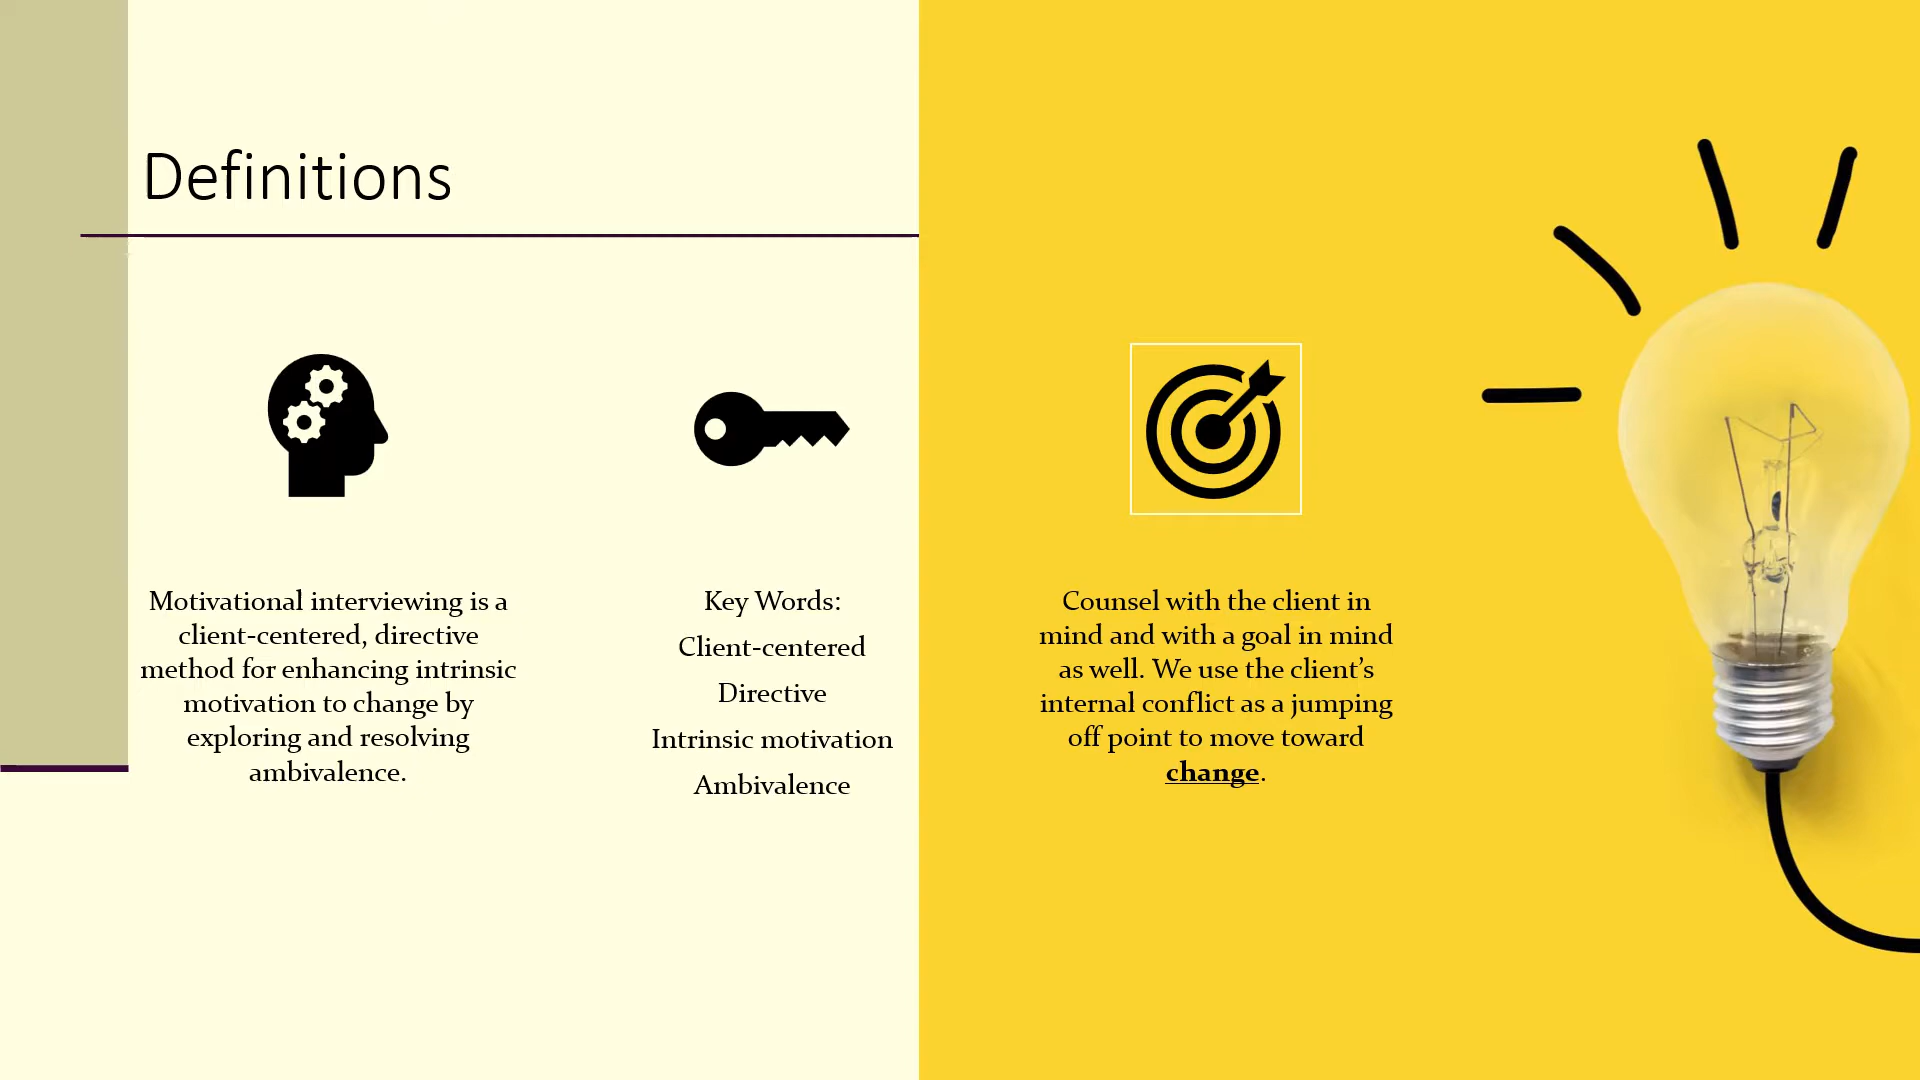 Definitions
Motivational interviewing is a
client-centered, directive
method for enhancing intrinsic
motivation to change by
exploring and resolving
ambivalence.
Key Words:
Client-centered
Directive
Intrinsic motivation
Ambivalence
Counsel with the client in
mind and with a goal in mind
as well. We use the client’s
internal conflict as a jumping
off point to move toward
change.